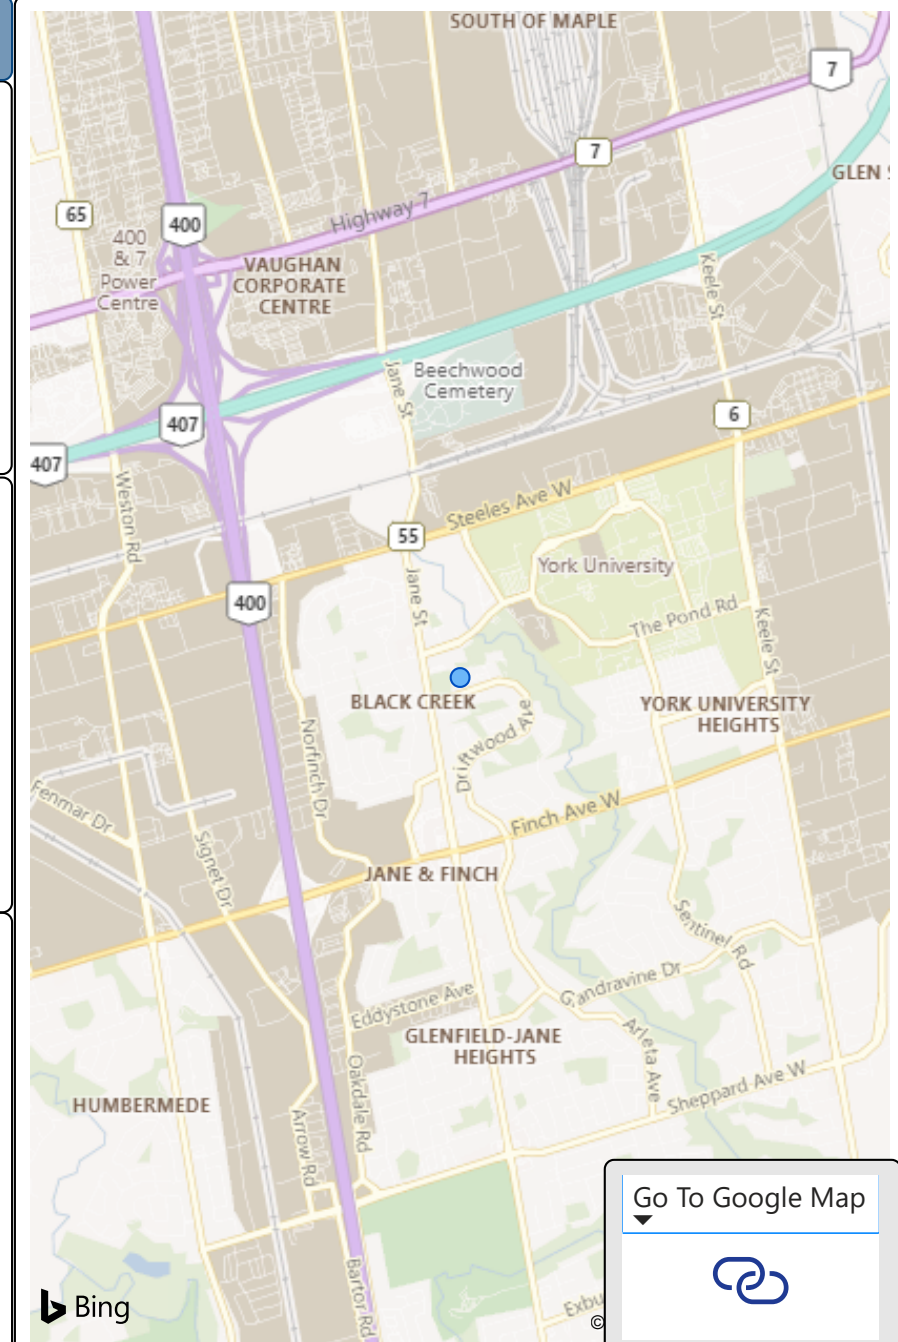 SOUTH OF MAPLE
7
7
GLEN
65
400
Highway 7
400
& 7
Power
Centre
VAUGHAN
CORPORATE
CENTRE
Keele St
Jane St
Beechwood
Cemetery
407
6
407
Weston Rd
Steeles Ave W
55
York University
Jane St
400
The Pond Rd
Keele St
BLACK CREEK
YORK UNIVERSITY
HEIGHTS
Driftwood Ave
Norfinch Dr
Fenmar Dr
Finch Ave W
Signet Dr
JANE & FINCH
Sentinel Rd
Grandravine Dr
Eddystone Ave
GLENFIELD-JANE
HEIGHTS
Arleta Ave
Oakdale Rd
Sheppard Ave W
HUMBERMEDE
Arrow Rd
Go To Google Map
Bartor Rd
Bing
Exbu
©